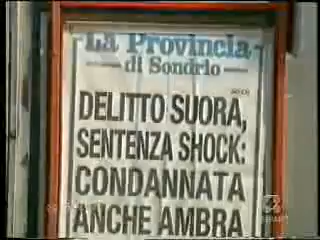 La Provincia
di Sondrio
DELITTO SUORA,
SENTENZA SHOCK:
CONDANNATA
ANCHE AMBRA